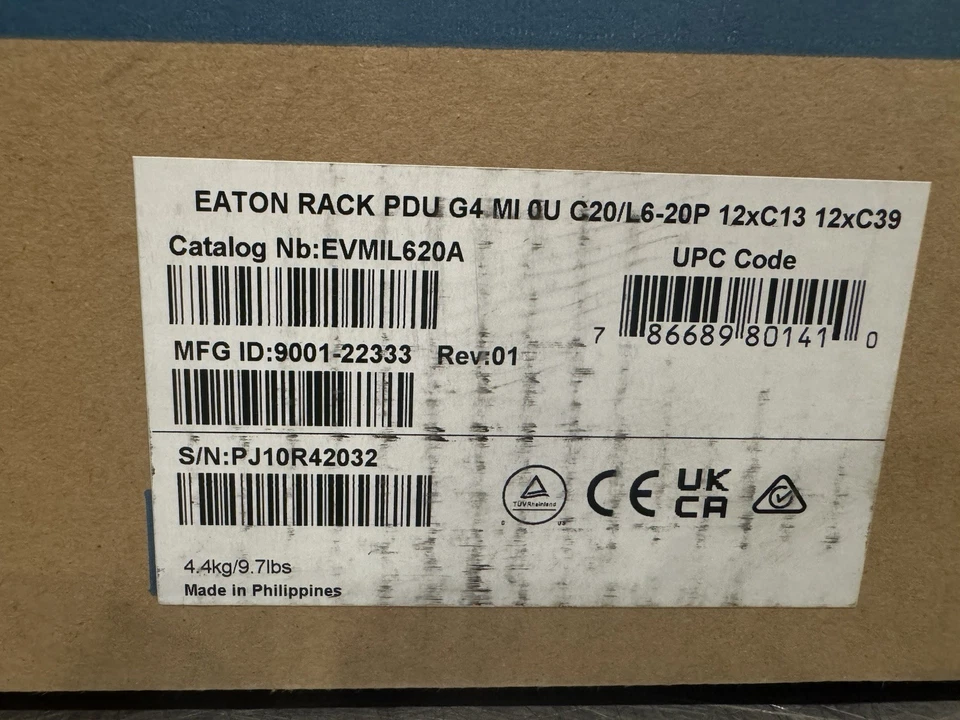 EATON RACK PDU G4 MI 0U C20/L6-20P 12xC13 12xC39
Catalog Nb:EVMIL620A
UPC Code
7 86689 80141 0
MFG ID:9001-22333 Rev:01
S/N:PJ10R42032
TÜVRheinland
CE
UK
CA
4.4kg/9.7lbs
Made in Philippines